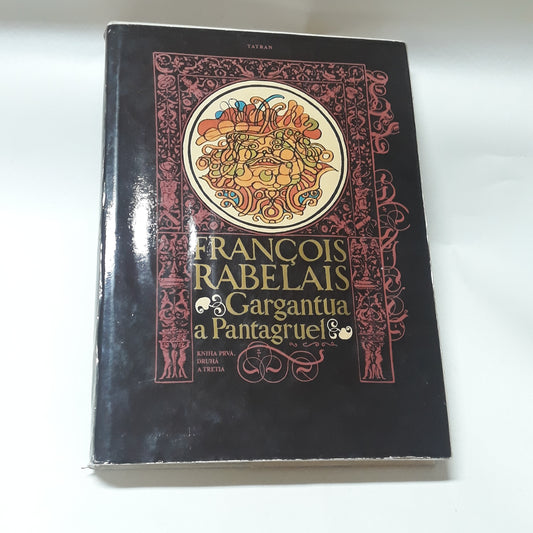 TATRAN
FRANÇOIS
RABELAIS
Gargantua
a Pantagruel
KNIHA PRVÁ,
DRUHÁ
A TRETIA